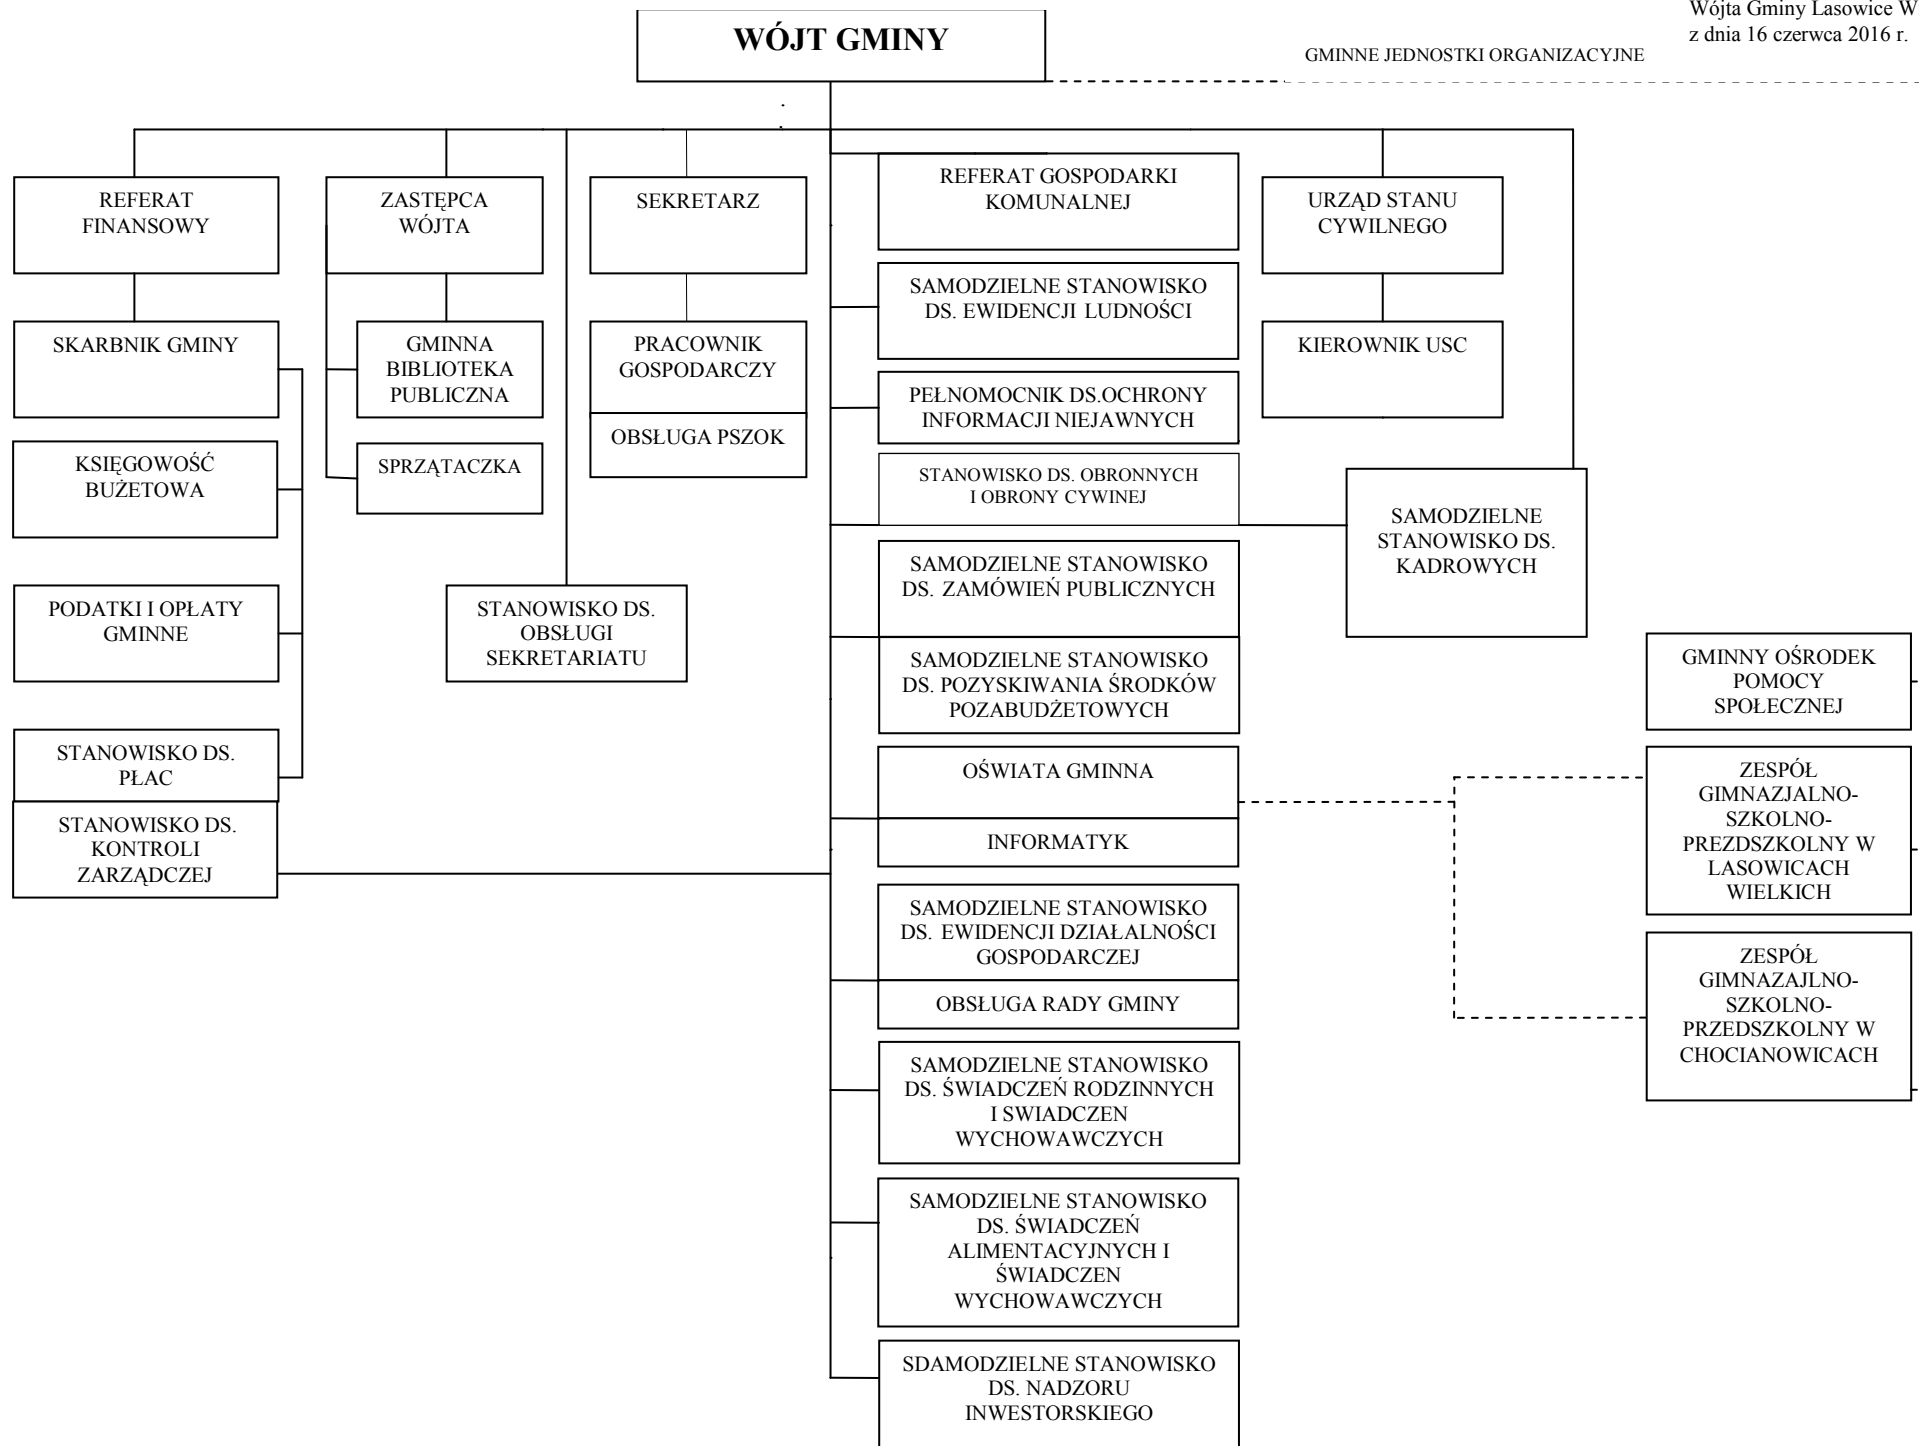 Wójta Gminy Lasowice W
z dnia 16 czerwca 2016 r.
WÓJT GMINY
GMINNE JEDNOSTKI ORGANIZACYJNE
REFERAT
FINANSOWY
ZASTĘPCA
WÓJTA
SEKRETARZ
REFERAT GOSPODARKI
KOMUNALNEJ
URZĄD STANU
CYWILNEGO
SKARBNIK GMINY
GMINNA
BIBLIOTEKA
PUBLICZNA
PRACOWNIK
GOSPODARCZY
SAMODZIELNE STANOWISKO
DS. EWIDENCJI LUDNOŚCI
KIEROWNIK USC
PEŁNOMOCNIK DS.OCHRONY
INFORMACJI NIEJAWNYCH
OBSŁUGA PSZOK
KSIĘGOWOŚĆ
BUŻETOWA
SPRZĄTACZKA
STANOWISKO DS. OBRONNYCH
I OBRONY CYWINEJ
SAMODZIELNE
STANOWISKO DS.
KADROWYCH
SAMODZIELNE STANOWISKO
DS. ZAMÓWIEŃ PUBLICZNYCH
PODATKI I OPŁATY
GMINNE
STANOWISKO DS.
OBSŁUGI
SEKRETARIATU
SAMODZIELNE STANOWISKO
DS. POZYSKIWANIA ŚRODKÓW
POZABUDŻETOWYCH
GMINNY OŚRODEK
POMOCY
SPOŁECZNEJ
STANOWISKO DS.
PŁAC
OŚWIATA GMINNA
ZESPÓŁ
GIMNAZJALNO-
SZKOLNO-
PREZDSZKOLNY W
LASOWICACH
WIELKICH
STANOWISKO DS.
KONTROLI
ZARZĄDCZEJ
INFORMATYK
SAMODZIELNE STANOWISKO
DS. EWIDENCJI DZIAŁALNOŚCI
GOSPODARCZEJ
OBSŁUGA RADY GMINY
ZESPÓŁ
GIMNAZAJLNO-
SZKOLNO-
PRZEDSZKOLNY W
CHOCIANOWICACH
SAMODZIELNE STANOWISKO
DS. ŚWIADCZEŃ RODZINNYCH
I SWIADCZEN
WYCHOWAWCZYCH
SAMODZIELNE STANOWISKO
DS. ŚWIADCZEŃ
ALIMENTACYJNYCH I
ŚWIADCZEN
WYCHOWAWCZYCH
SDAMODZIELNE STANOWISKO
DS. NADZORU
INWESTORSKIEGO